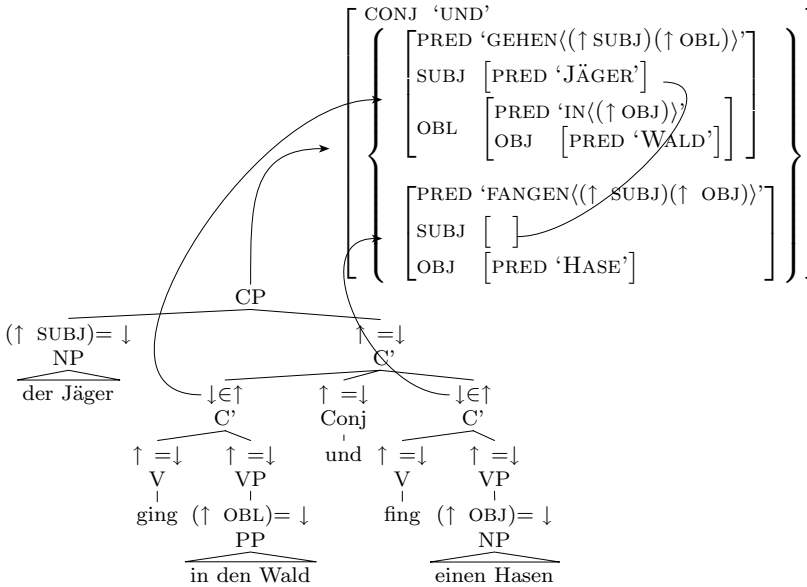 CONJ ‘UND’
PRED ‘GEHEN⟨(↑ SUBJ)(↑ OBL)⟩’
SUBJ [PRED ‘JÄGER’]
PRED ‘IN⟨(↑ OBJ)⟩’
OBL
OBJ [PRED ‘WALD’]
PRED ‘FANGEN⟨(↑ SUBJ)(↑ OBJ)⟩’
SUBJ [ ]
OBJ [PRED ‘HASE’]
CP
(↑ SUBJ)= ↓ ↑ =↓
NP C’
der Jäger
↓∈↑ ↑ =↓ ↓∈↑
C’ Conj C’
und
↑ =↓ ↑ =↓ ↑ =↓ ↑ =↓
V VP V VP
ging (↑ OBL)= ↓ fing (↑ OBJ)= ↓
PP NP
in den Wald einen Hasen